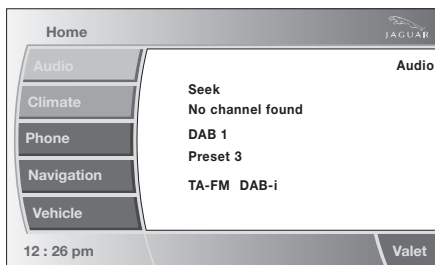 Home
JAGUAR
Audio
Climate
Phone
Navigation
Vehicle
Audio
Seek
No channel found
DAB 1
Preset 3
TA-FM DAB-i
12 : 26 pm
Valet